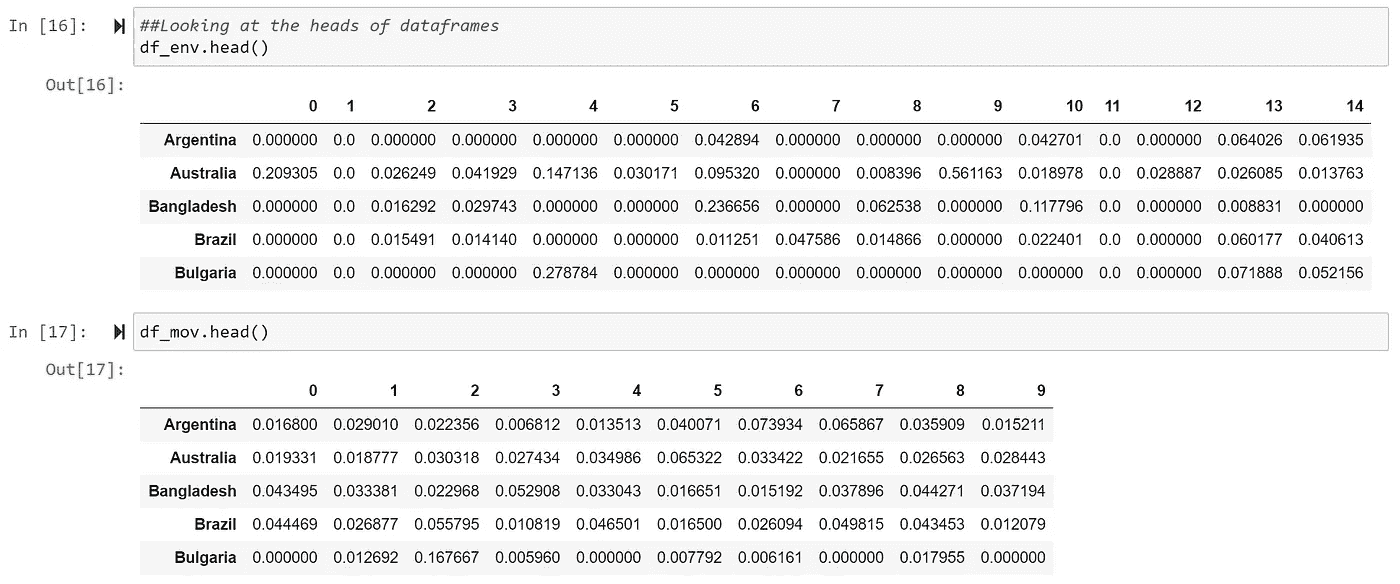 In [16]: ##Looking at the heads of dataframes
df_env.head()
Out[16]:
0 1 2 3 4 5 6 7 8 9 10 11 12 13 14
Argentina 0.000000 0.0 0.000000 0.000000 0.000000 0.000000 0.042894 0.000000 0.000000 0.000000 0.042701 0.0 0.000000 0.064026 0.061935
Australia 0.209305 0.0 0.026249 0.041929 0.147136 0.030171 0.095320 0.000000 0.008396 0.561163 0.018978 0.0 0.028887 0.026085 0.013763
Bangladesh 0.000000 0.0 0.016292 0.029743 0.000000 0.000000 0.236656 0.000000 0.062538 0.000000 0.117796 0.0 0.000000 0.008831 0.000000
Brazil 0.000000 0.0 0.015491 0.014140 0.000000 0.000000 0.011251 0.047586 0.014866 0.000000 0.022401 0.0 0.000000 0.060177 0.040613
Bulgaria 0.000000 0.0 0.000000 0.000000 0.278784 0.000000 0.000000 0.000000 0.000000 0.000000 0.000000 0.0 0.000000 0.071888 0.052156
In [17]: df_mov.head()
Out[17]:
0 1 2 3 4 5 6 7 8 9
Argentina 0.016800 0.029010 0.022356 0.006812 0.013513 0.040071 0.073934 0.065867 0.035909 0.015211
Australia 0.019331 0.018777 0.030318 0.027434 0.034986 0.065322 0.033422 0.021655 0.026563 0.028443
Bangladesh 0.043495 0.033381 0.022968 0.052908 0.033043 0.016651 0.015192 0.037896 0.044271 0.037194
Brazil 0.044469 0.026877 0.055795 0.010819 0.046501 0.016500 0.026094 0.049815 0.043453 0.012079
Bulgaria 0.000000 0.012692 0.167667 0.005960 0.000000 0.007792 0.006161 0.000000 0.017955 0.000000